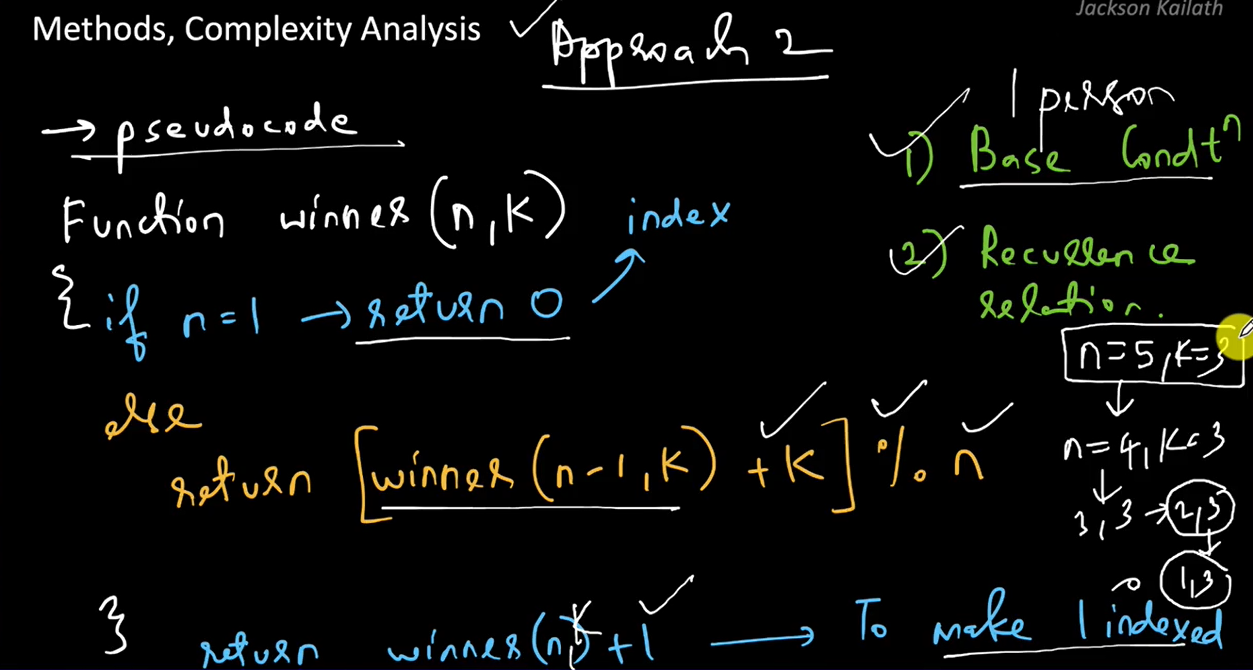 Jackson Kailath
Methods, Complexity Analysis
Approach 2
→ pseudocode
Function winner (n, K)
index
{ if n = 1 → return 0
else
return [winner (n - 1, K) + K] % n
} return winner (n, K) + 1 → To make 1 indexed
1 person
1) Base Condtⁿ
2) Recurrence
relation.
n = 5, K = 3
n = 4, K = 3
3, 3 → 2, 3
0 1, 3